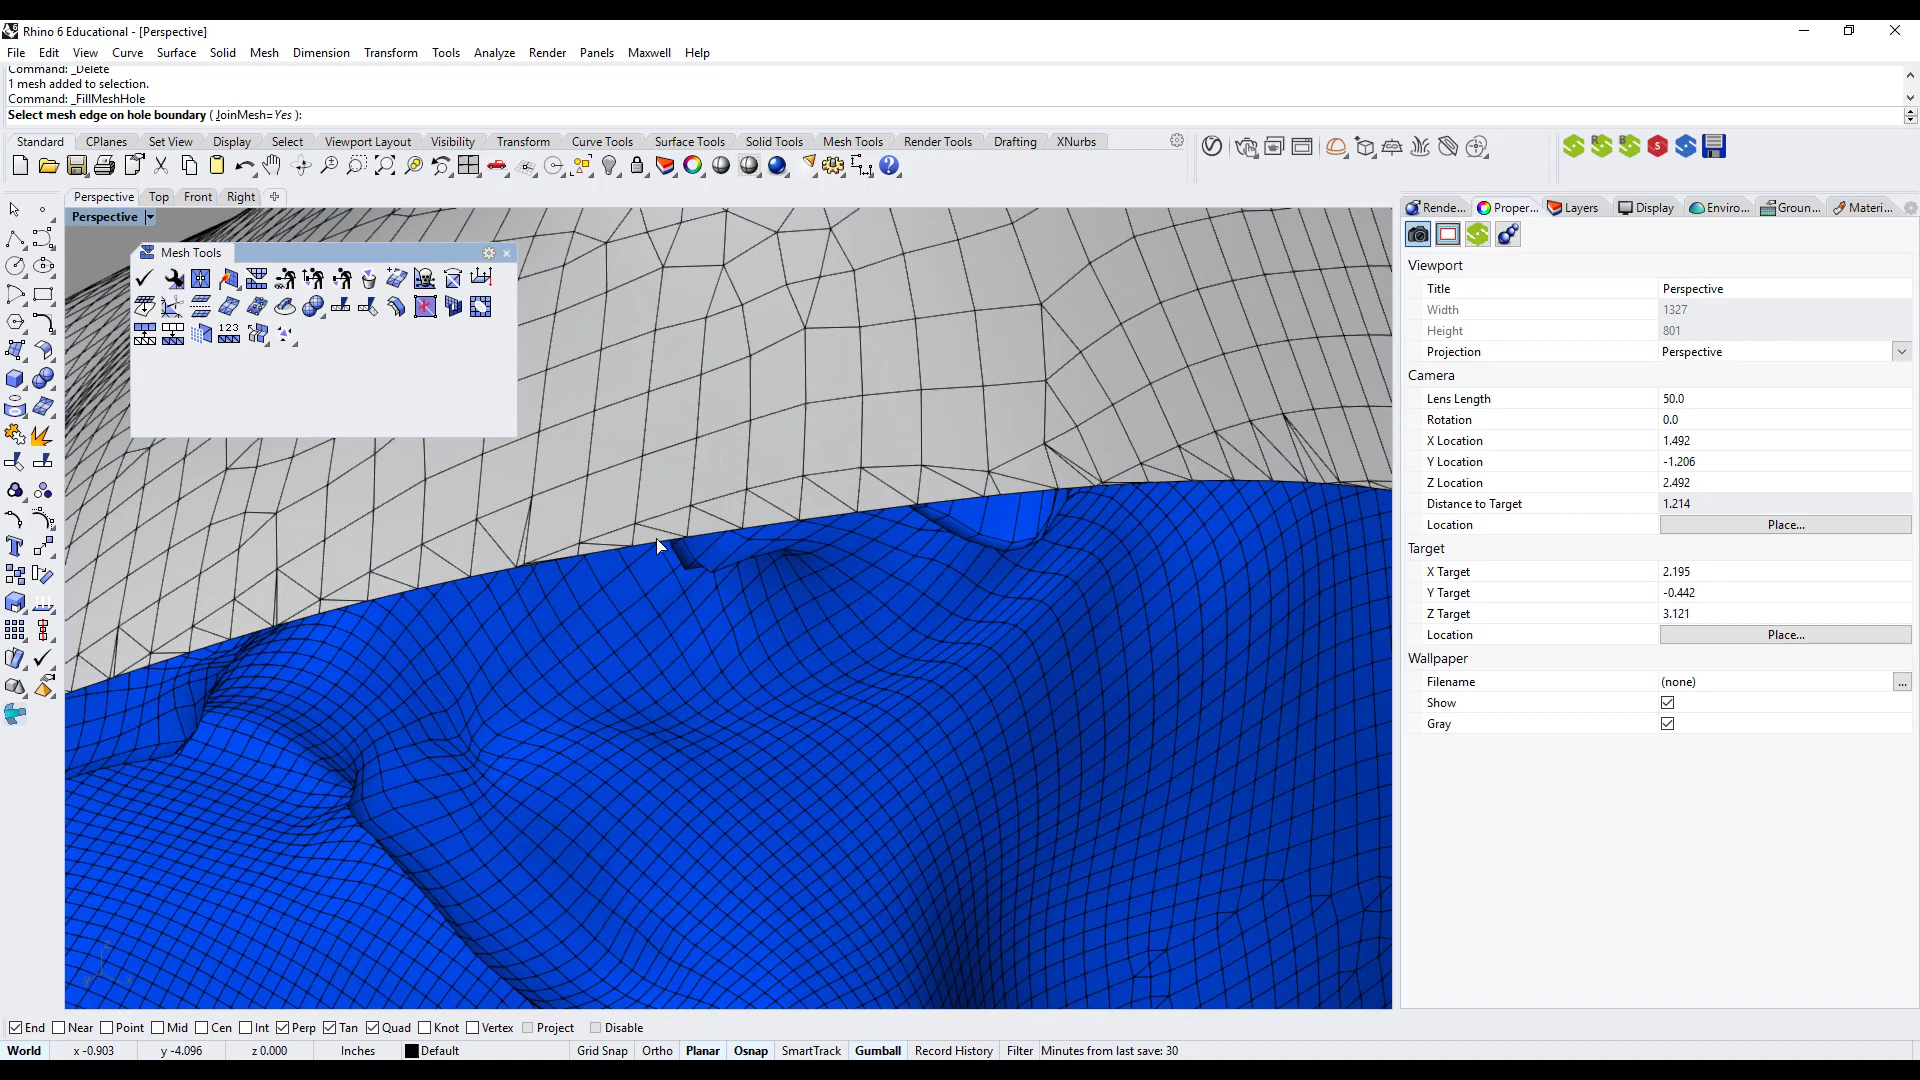 Rhino 6 Educational - [Perspective]
File Edit View Curve Surface Solid Mesh Dimension Transform Tools Analyze Render Panels Maxwell Help
Command: _Delete
1 mesh added to selection.
Command: _FillMeshHole
Select mesh edge on hole boundary ( JoinMesh=Yes ):
Standard CPlanes Set View Display Select Viewport Layout Visibility Transform Curve Tools Surface Tools Solid Tools Mesh Tools Render Tools Drafting XNurbs
Perspective Top Front Right
Perspective
Mesh Tools
123
Rende... Proper... Layers Display Enviro... Groun... Materi...
Viewport
Title Perspective
Width 1327
Height 801
Projection Perspective
Camera
Lens Length 50.0
Rotation 0.0
X Location 1.492
Y Location -1.206
Z Location 2.492
Distance to Target 1.214
Location Place...
Target
X Target 2.195
Y Target -0.442
Z Target 3.121
Location Place...
Wallpaper
Filename (none) ...
Show
Gray
End Near Point Mid Cen Int Perp Tan Quad Knot Vertex Project Disable
World x -0.903 y -4.096 z 0.000 Inches Default Grid Snap Ortho Planar Osnap SmartTrack Gumball Record History Filter Minutes from last save: 30